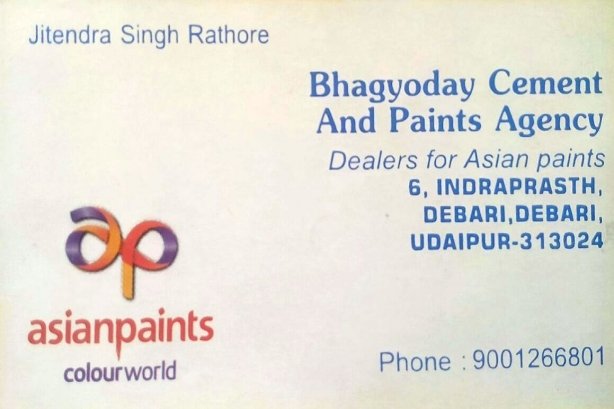 Jitendra Singh Rathore
Bhagyoday Cement
And Paints Agency
Dealers for Asian paints
6, INDRAPRASTH,
DEBARI,DEBARI,
UDAIPUR-313024
ap
asianpaints
colourworld
Phone : 9001266801